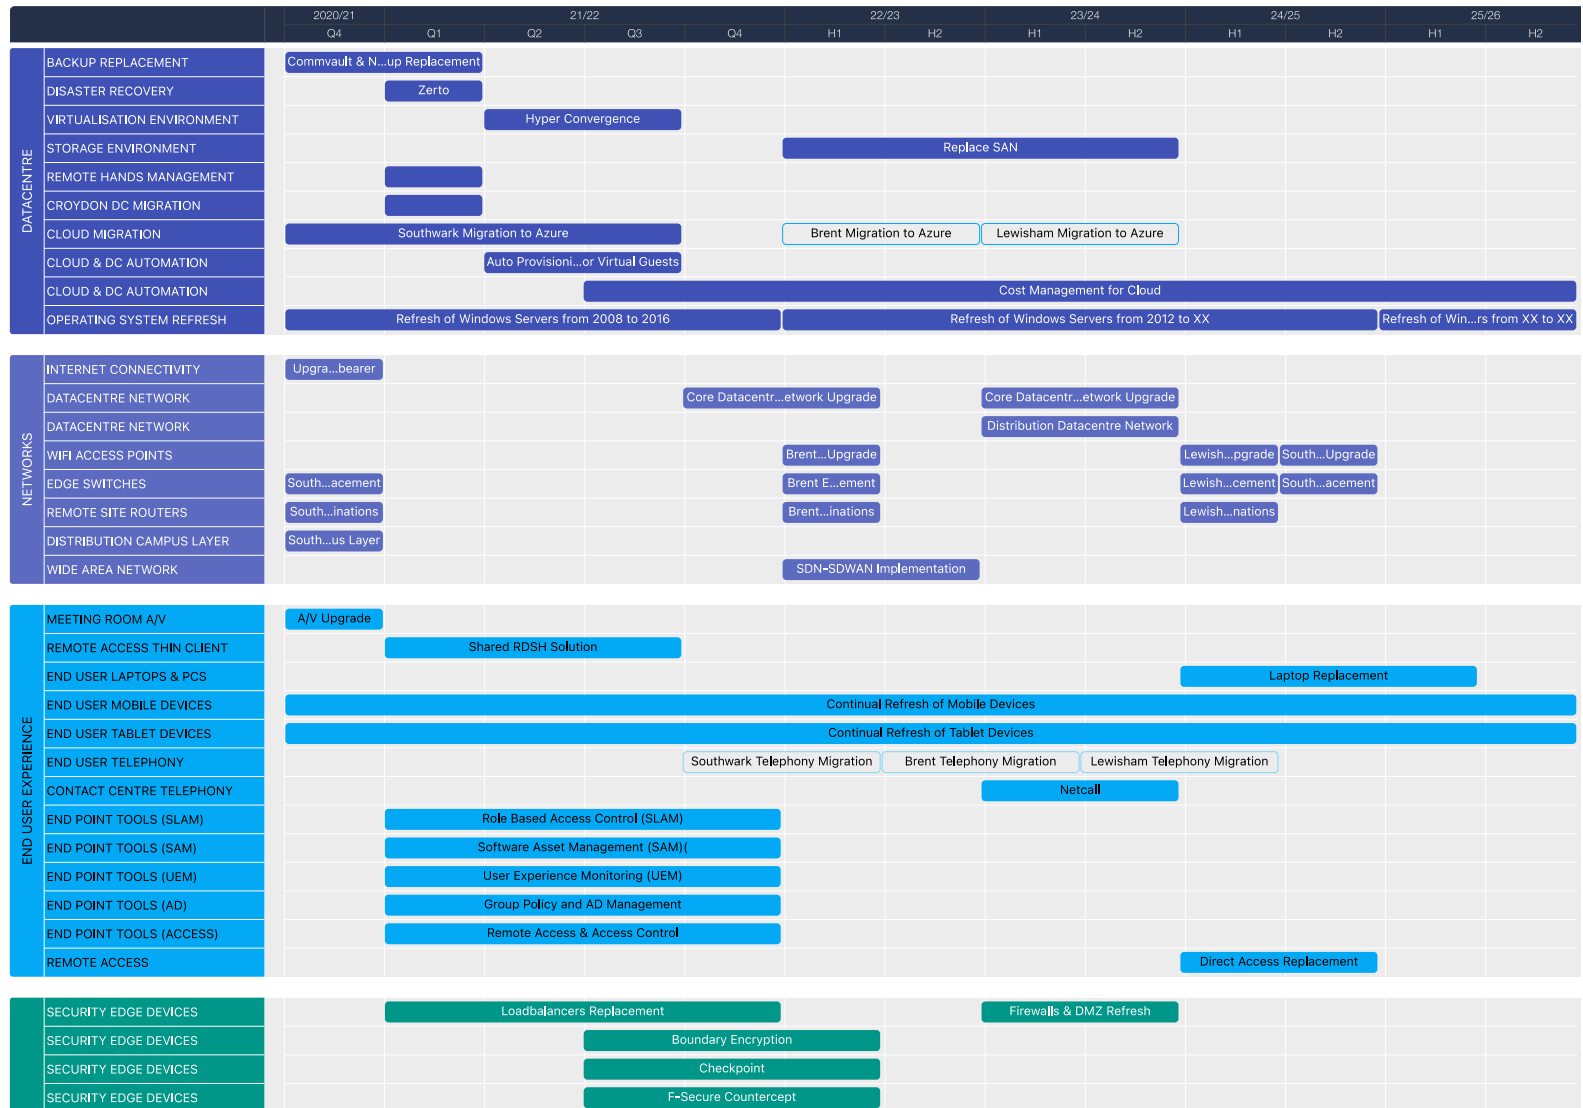 2020/21 21/22 22/23 23/24 24/25 25/26
Q4 Q1 Q2 Q3 Q4 H1 H2 H1 H2 H1 H2 H1 H2
DATACENTRE
BACKUP REPLACEMENT Commvault & N...up Replacement
DISASTER RECOVERY Zerto
VIRTUALISATION ENVIRONMENT Hyper Convergence
STORAGE ENVIRONMENT Replace SAN
REMOTE HANDS MANAGEMENT
CROYDON DC MIGRATION
CLOUD MIGRATION Southwark Migration to Azure Brent Migration to Azure Lewisham Migration to Azure
CLOUD & DC AUTOMATION Auto Provisioni...or Virtual Guests
CLOUD & DC AUTOMATION Cost Management for Cloud
OPERATING SYSTEM REFRESH Refresh of Windows Servers from 2008 to 2016 Refresh of Windows Servers from 2012 to XX Refresh of Win...rs from XX to XX
NETWORKS
INTERNET CONNECTIVITY Upgra...bearer
DATACENTRE NETWORK Core Datacentr...etwork Upgrade Core Datacentr...etwork Upgrade
DATACENTRE NETWORK Distribution Datacentre Network
WIFI ACCESS POINTS Brent...Upgrade Lewish...pgrade South...Upgrade
EDGE SWITCHES South...acement Brent E...ement Lewish...cement South...acement
REMOTE SITE ROUTERS South...inations Brent...inations Lewish...nations
DISTRIBUTION CAMPUS LAYER South...us Layer
WIDE AREA NETWORK SDN-SDWAN Implementation
END USER EXPERIENCE
MEETING ROOM A/V A/V Upgrade
REMOTE ACCESS THIN CLIENT Shared RDSH Solution
END USER LAPTOPS & PCS Laptop Replacement
END USER MOBILE DEVICES Continual Refresh of Mobile Devices
END USER TABLET DEVICES Continual Refresh of Tablet Devices
END USER TELEPHONY Southwark Telephony Migration Brent Telephony Migration Lewisham Telephony Migration
CONTACT CENTRE TELEPHONY Netcall
END POINT TOOLS (SLAM) Role Based Access Control (SLAM)
END POINT TOOLS (SAM) Software Asset Management (SAM)(
END POINT TOOLS (UEM) User Experience Monitoring (UEM)
END POINT TOOLS (AD) Group Policy and AD Management
END POINT TOOLS (ACCESS) Remote Access & Access Control
REMOTE ACCESS Direct Access Replacement
SECURITY EDGE DEVICES Loadbalancers Replacement Firewalls & DMZ Refresh
SECURITY EDGE DEVICES Boundary Encryption
SECURITY EDGE DEVICES Checkpoint
SECURITY EDGE DEVICES F-Secure Countercept